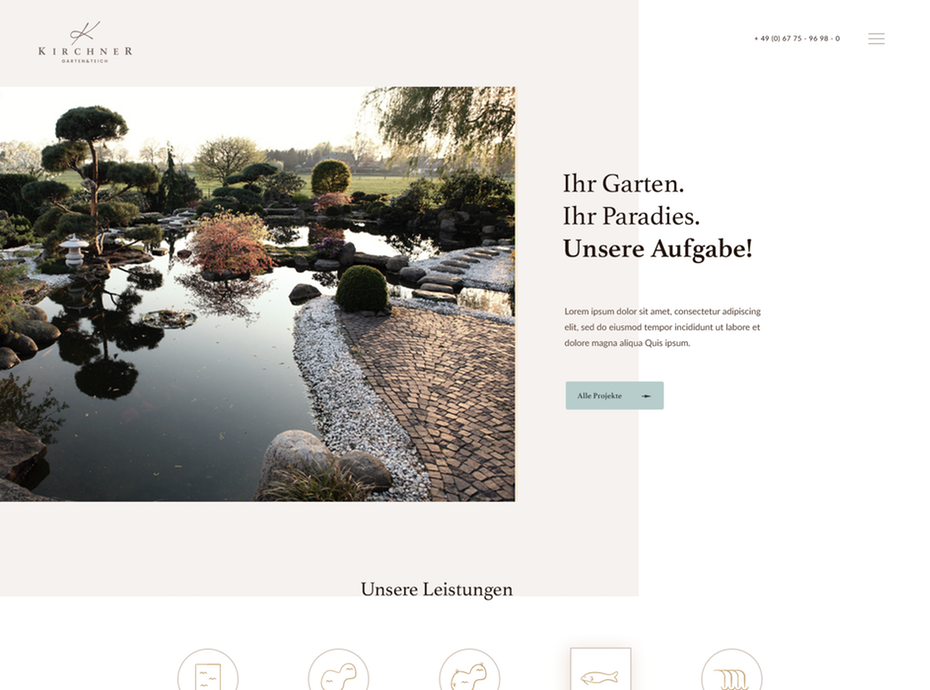 KIRCHNER
GARTEN&TEICH
+ 49 (0) 67 75 - 96 98 - 0
Ihr Garten.
Ihr Paradies.
Unsere Aufgabe!
Lorem ipsum dolor sit amet, consectetur adipiscing
elit, sed do eiusmod tempor incididunt ut labore et
dolore magna aliqua Quis ipsum.
Alle Projekte
Unsere Leistungen